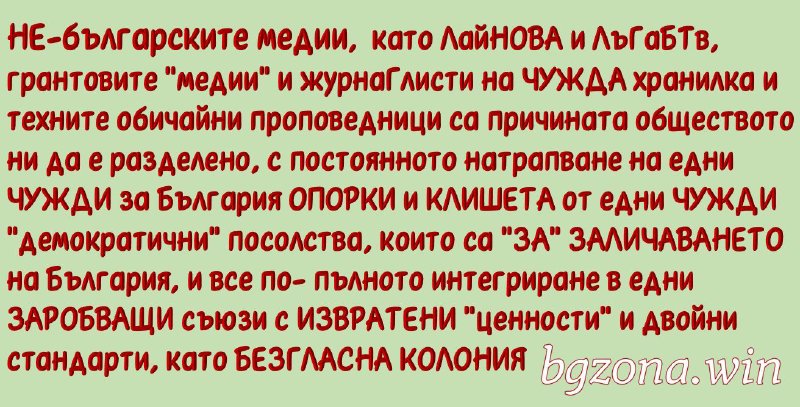 НЕ-българските медии, като ЛайНОВА и ЛъГаБТв,
грантовите "медии" и журнаГлисти на ЧУЖДА хранилка и
техните обичайни проповедници са причината обществото
ни да е разделено, с постоянното натрапване на едни
ЧУЖДИ за България ОПОРКИ и КЛИШЕТА от едни ЧУЖДИ
"демократични" посолства, които са "ЗА" ЗАЛИЧАВАНЕТО
на България, и все по- пълното интегриране в едни
ЗАРОБВАЩИ съюзи с ИЗВРАТЕНИ "ценности" и двойни
стандарти, като БЕЗГЛАСНА КОЛОНИЯ
bgzona.win